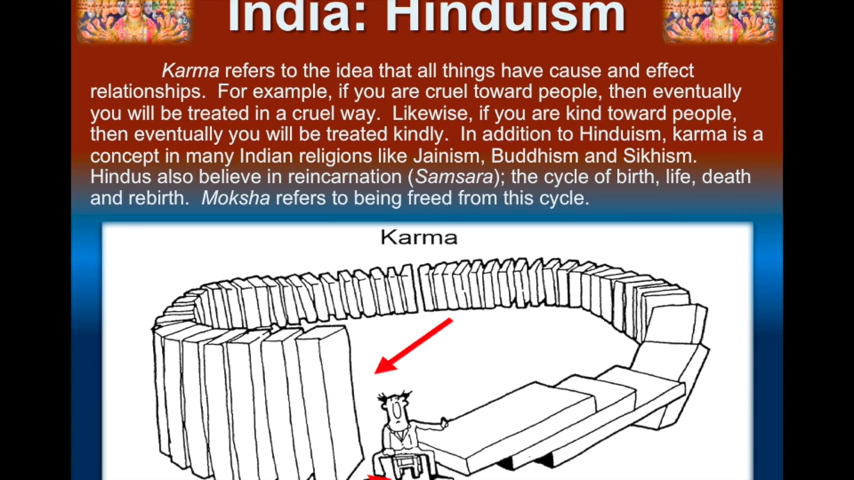 India: Hinduism
Karma refers to the idea that all things have cause and effect
relationships.  For example, if you are cruel toward people, then eventually
you will be treated in a cruel way.  Likewise, if you are kind toward people,
then eventually you will be treated kindly.  In addition to Hinduism, karma is a
concept in many Indian religions like Jainism, Buddhism and Sikhism.
Hindus also believe in reincarnation (Samsara); the cycle of birth, life, death
and rebirth.  Moksha refers to being freed from this cycle.
Karma